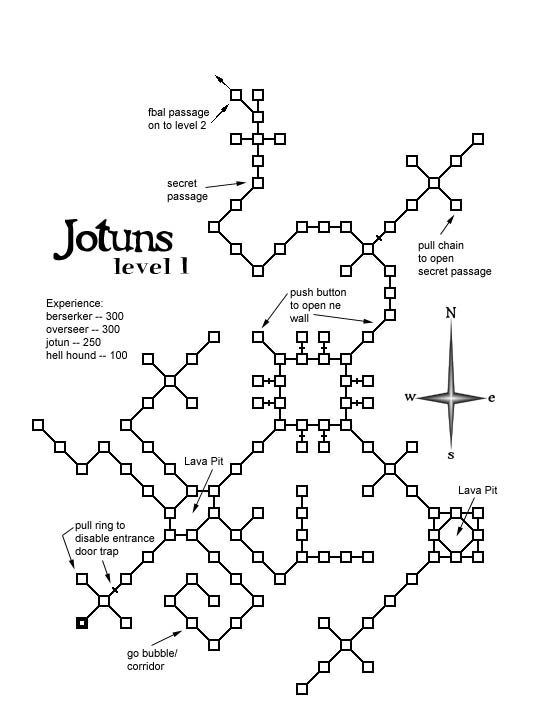 fbal passage
on to level 2
secret
passage
pull chain
to open
secret passage
Jotuns
level 1
push button
to open ne
wall
Experience:
berserker -- 300
overseer -- 300
jotun -- 250
hell hound -- 100
N
w
e
s
Lava Pit
Lava Pit
pull ring to
disable entrance
door trap
go bubble/
corridor